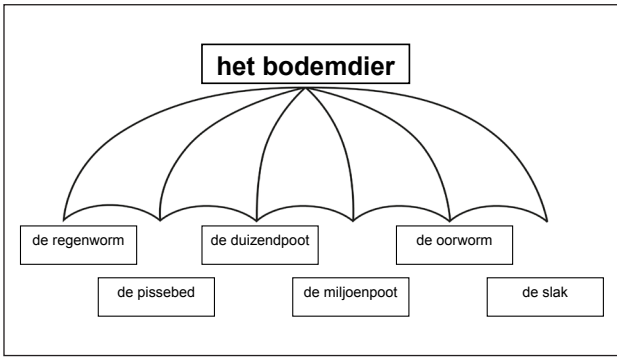 het bodemdier
de regenworm
de duizendpoot
de oorworm
de pissebed
de miljoenpoot
de slak